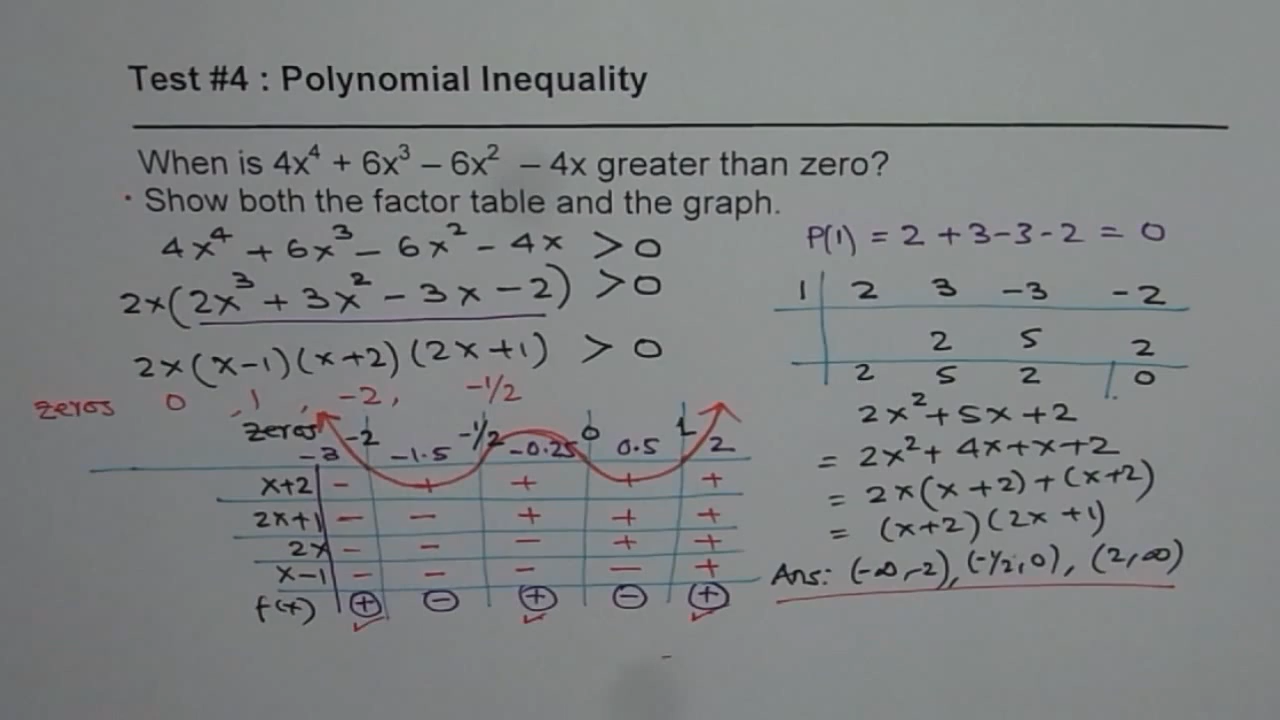 Test #4 : Polynomial Inequality
When is 4x⁴ + 6x³ – 6x² – 4x greater than zero?
· Show both the factor table and the graph.
4x⁴ + 6x³ - 6x² - 4x > 0
2x(2x³ + 3x² - 3x - 2) > 0
2x(x-1)(x+2)(2x+1) > 0
zeros 0 , 1 , -2, -1/2
zeros -2 -1/2 0 1
-3 -1.5 -0.25 0.5 2
x+2 - + + + +
2x+1 - - + + +
2x - - - + +
x-1 - - - - +
f(x) + - + - +
P(1) = 2 + 3 - 3 - 2 = 0
1 2 3 -3 -2
2 5 2
2 5 2 0
2x² + 5x + 2
= 2x² + 4x + x + 2
= 2x(x+2) + (x+2)
= (x+2)(2x+1)
Ans: (-∞,-2), (-1/2, 0), (2, ∞)